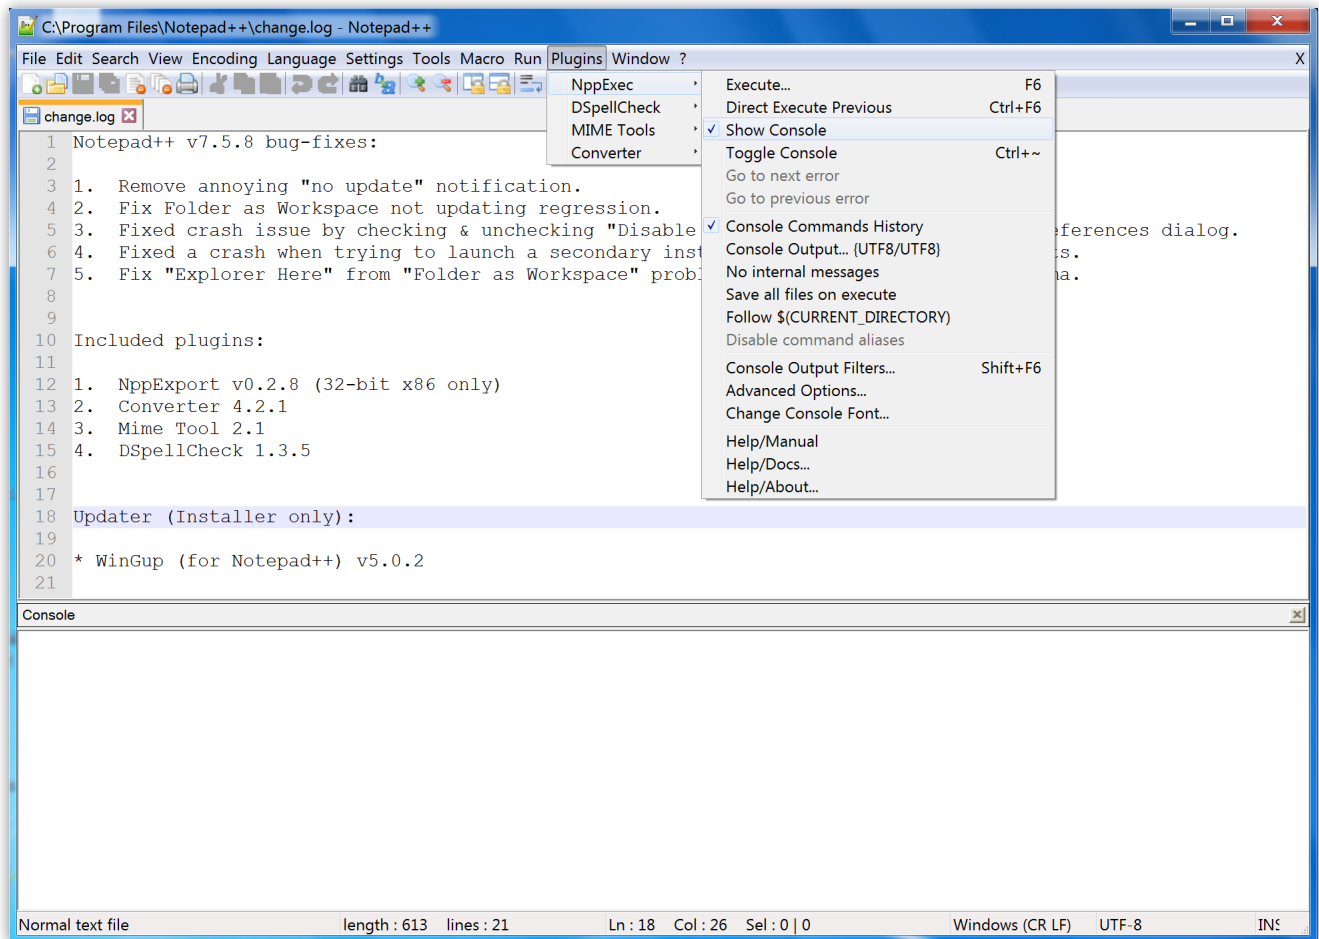 C:\Program Files\Notepad++\change.log - Notepad++
File Edit Search View Encoding Language Settings Tools Macro Run Plugins Window ? X
change.log
NppExec
DSpellCheck
MIME Tools
Converter
Execute... F6
Direct Execute Previous Ctrl+F6
Show Console
Toggle Console Ctrl+~
Go to next error
Go to previous error
Console Commands History
Console Output... {UTF8/UTF8}
No internal messages
Save all files on execute
Follow $(CURRENT_DIRECTORY)
Disable command aliases
Console Output Filters... Shift+F6
Advanced Options...
Change Console Font...
Help/Manual
Help/Docs...
Help/About...
1 Notepad++ v7.5.8 bug-fixes:
2
3 1. Remove annoying "no update" notification.
4 2. Fix Folder as Workspace not updating regression.
5 3. Fixed crash issue by checking & unchecking "Disable eferences dialog.
6 4. Fixed a crash when trying to launch a secondary inst s.
7 5. Fix "Explorer Here" from "Folder as Workspace" probl a.
8
9
10 Included plugins:
11
12 1. NppExport v0.2.8 (32-bit x86 only)
13 2. Converter 4.2.1
14 3. Mime Tool 2.1
15 4. DSpellCheck 1.3.5
16
17
18 Updater (Installer only):
19
20 * WinGup (for Notepad++) v5.0.2
21
Console
Normal text file length : 613 lines : 21 Ln : 18 Col : 26 Sel : 0 | 0 Windows (CR LF) UTF-8 INS